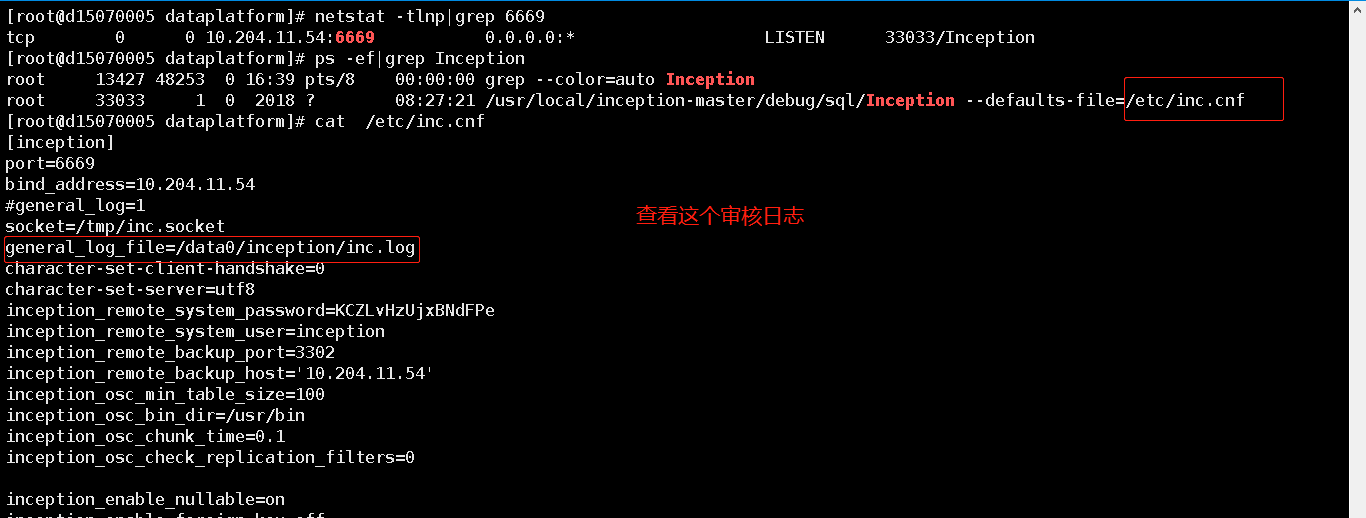 [root@d15070005 dataplatform]# netstat -tlnp|grep 6669
tcp        0      0 10.204.11.54:6669           0.0.0.0:*                   LISTEN      33033/Inception
[root@d15070005 dataplatform]# ps -ef|grep Inception
root     13427 48253  0 16:39 pts/8    00:00:00 grep --color=auto Inception
root     33033     1  0  2018 ?        08:27:21 /usr/local/inception-master/debug/sql/Inception --defaults-file=/etc/inc.cnf
[root@d15070005 dataplatform]# cat  /etc/inc.cnf
[inception]
port=6669
bind_address=10.204.11.54
#general_log=1
查看这个审核日志
socket=/tmp/inc.socket
general_log_file=/data0/inception/inc.log
character-set-client-handshake=0
character-set-server=utf8
inception_remote_system_password=KCZLvHzUjxBNdFPe
inception_remote_system_user=inception
inception_remote_backup_port=3302
inception_remote_backup_host='10.204.11.54'
inception_osc_min_table_size=100
inception_osc_bin_dir=/usr/bin
inception_osc_chunk_time=0.1
inception_osc_check_replication_filters=0
inception_enable_nullable=on